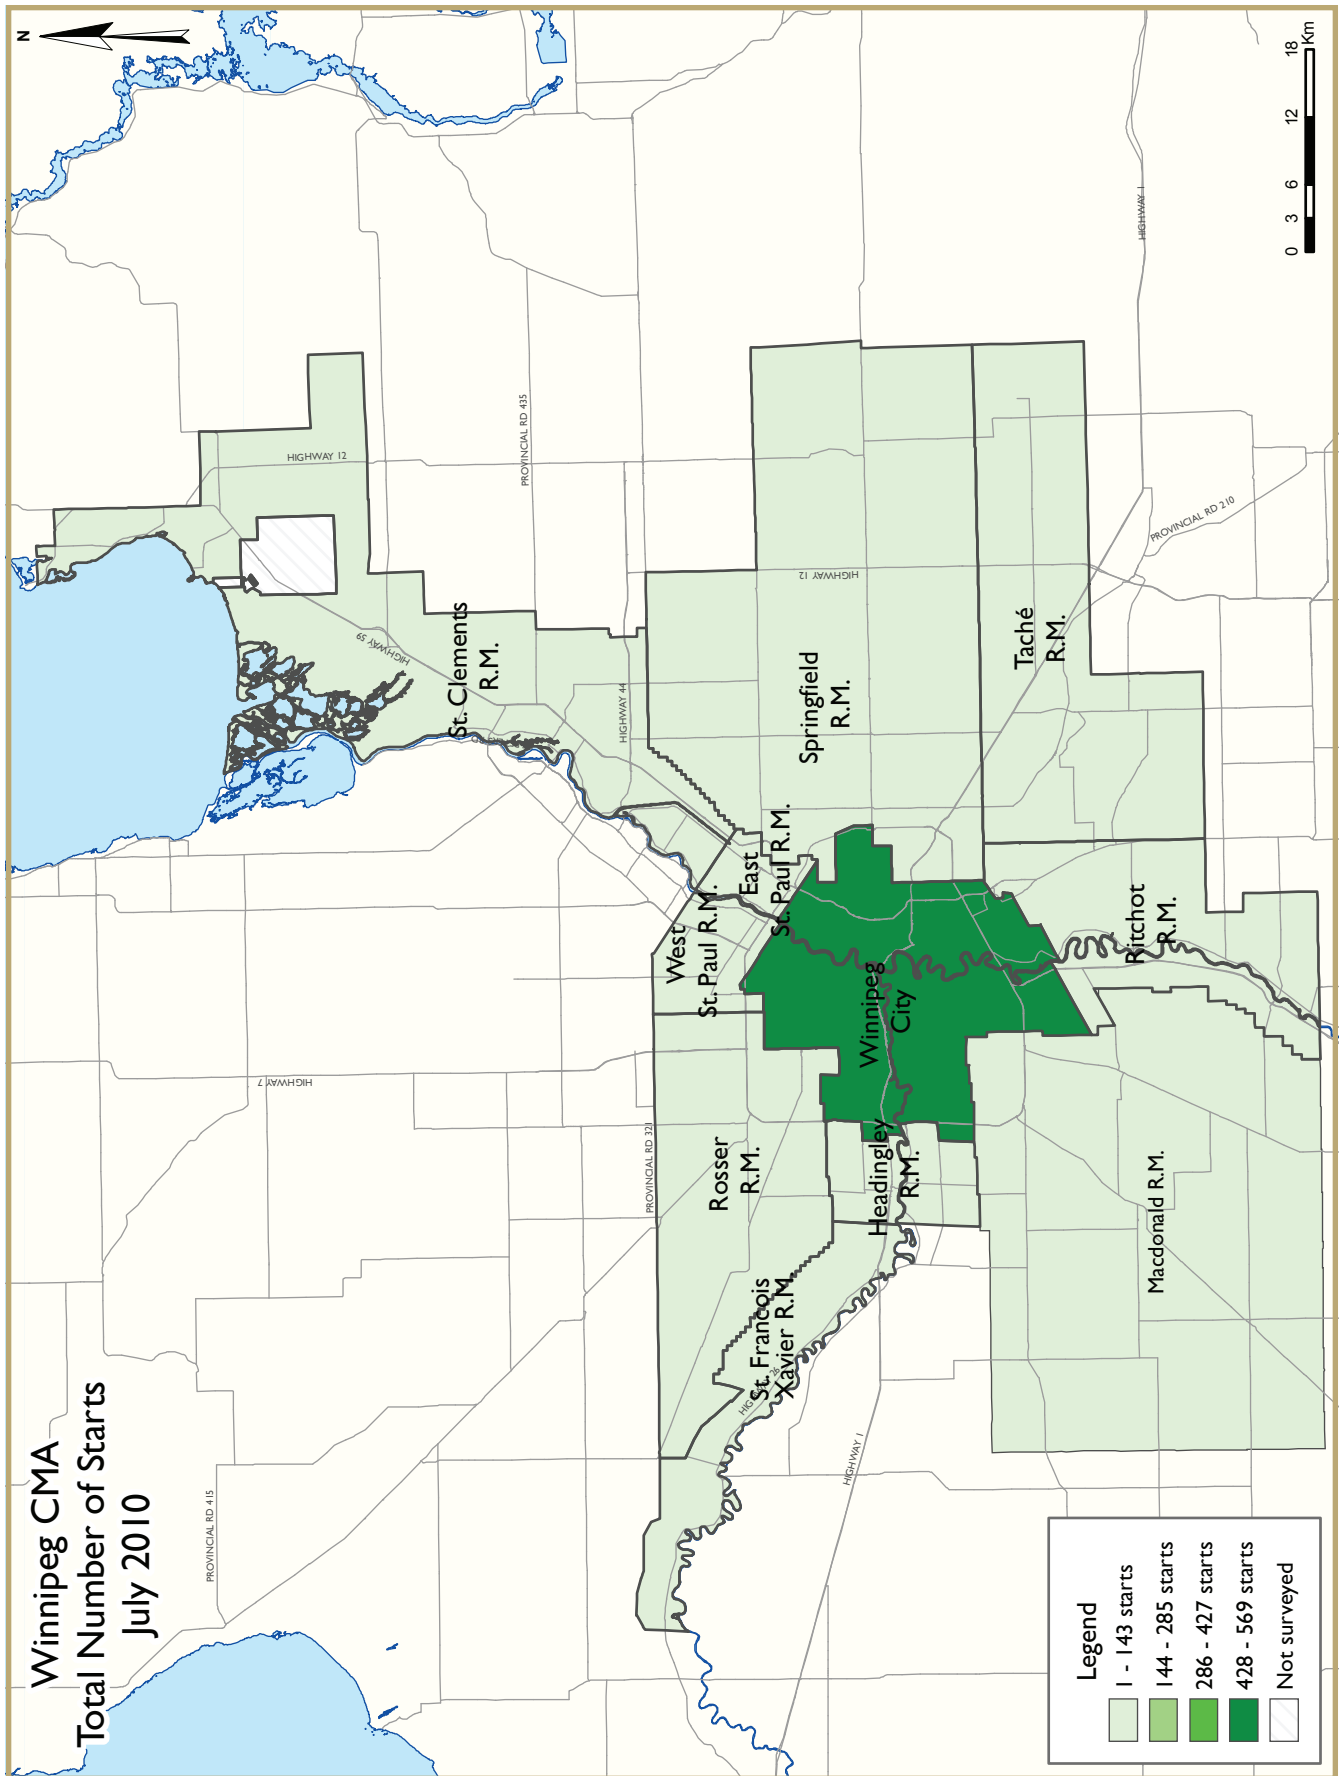 Winnipeg CMA
Total Number of Starts
July 2010
N
PROVINCIAL RD 415
HIGHWAY 7
PROVINCIAL RD 321
HIGHWAY 12
PROVINCIAL RD 435
HIGHWAY 59
St. Clements
R.M.
HIGHWAY 44
West
St. Paul R.M.
East
St. Paul R.M.
Rosser
R.M.
St. Francois
Xavier R.M.
HIGHWAY 26
Headingley
R.M.
Winnipeg
City
Springfield
R.M.
HIGHWAY 12
HIGHWAY 1
Taché
R.M.
Ritchot
R.M.
Macdonald R.M.
HIGHWAY 1
PROVINCIAL RD 210
Legend
1 - 143 starts
144 - 285 starts
286 - 427 starts
428 - 569 starts
Not surveyed
0 3 6 12 18
Km